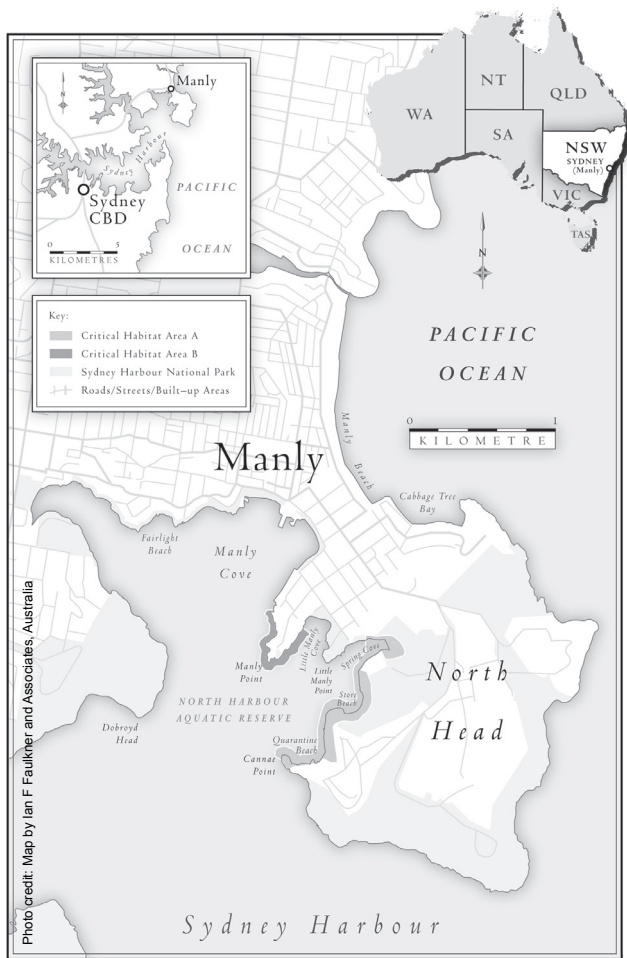 Manly
N
Sydney
Harbour
Sydney
CBD
PACIFIC
OCEAN
0 5
KILOMETRES
WA
NT
QLD
SA
NSW
SYDNEY
(Manly)
VIC
TAS
N
Key:
Critical Habitat Area A
Critical Habitat Area B
Sydney Harbour National Park
Roads/Streets/Built–up Areas
PACIFIC
OCEAN
0 1
KILOMETRE
Manly
Manly Beach
Cabbage Tree
Bay
Fairlight
Beach
Manly
Cove
Little Manly
Cove
Manly
Point
Little
Manly
Point
Spring Cove
Store
Beach
North
Head
NORTH HARBOUR
AQUATIC RESERVE
Dobroyd
Head
Quarantine
Beach
Cannae
Point
Sydney Harbour
Photo credit: Map by Ian F Faulkner and Associates, Australia